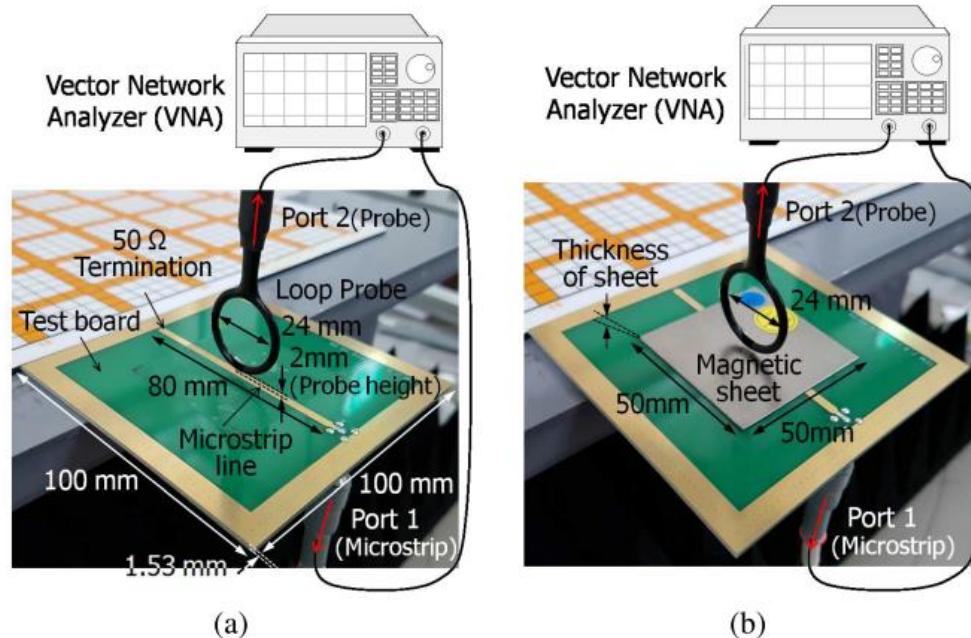 Vector Network
Analyzer (VNA)
Port 2(Probe)
50 Ω
Termination
Loop Probe
Test board
24 mm
2mm
(Probe height)
80 mm
Microstrip
line
100 mm
100 mm
Port 1
(Microstrip)
1.53 mm
(a)
Vector Network
Analyzer (VNA)
Port 2(Probe)
Thickness
of sheet
24 mm
Magnetic
sheet
50mm
50mm
Port 1
(Microstrip)
(b)